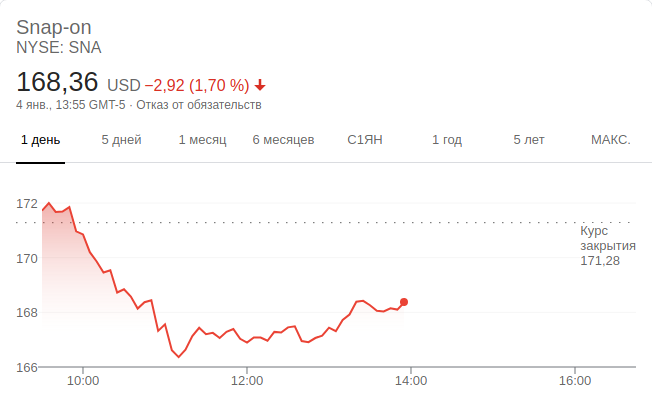 Snap-on
NYSE: SNA
168,36 USD −2,92 (1,70 %)
4 янв., 13:55 GMT-5 · Отказ от обязательств
1 день 5 дней 1 месяц 6 месяцев С1ЯН 1 год 5 лет МАКС.
172
Курс
закрытия
170
171,28
168
166
10:00 12:00 14:00 16:00